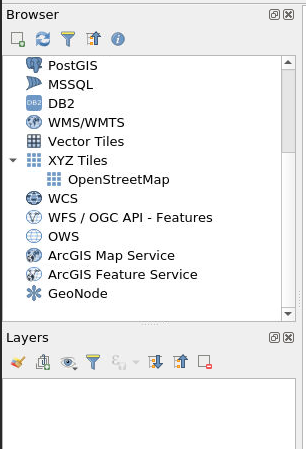 Browser
PostGIS
MSSQL
DB2
DB2
WMS/WMTS
Vector Tiles
XYZ Tiles
OpenStreetMap
WCS
WFS / OGC API - Features
OWS
ArcGIS Map Service
ArcGIS Feature Service
GeoNode
Layers